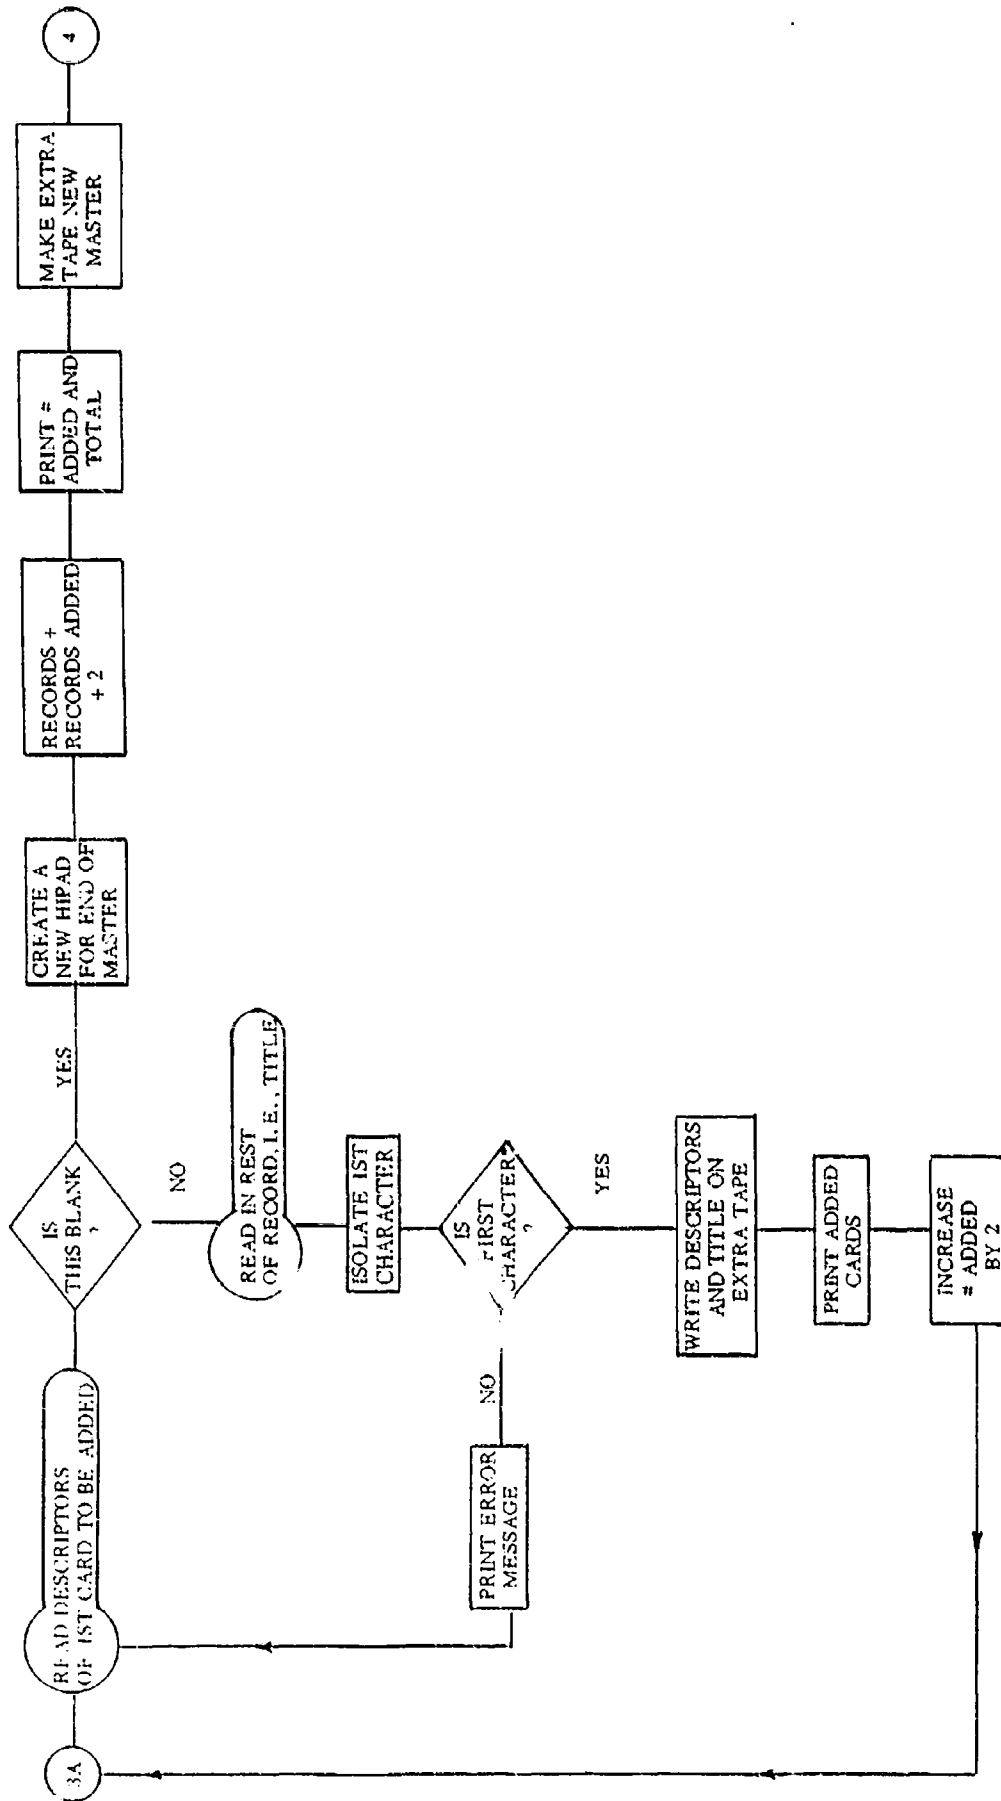 3A
READ DESCRIPTORS
OF 1ST CARD TO BE ADDED
IS
THIS BLANK
?
YES
CREATE A
NEW HIPAD
FOR END OF
MASTER
RECORDS +
RECORDS ADDED
+ 2
PRINT =
ADDED AND
TOTAL
MAKE EXTRA
TAPE NEW
MASTER
4
NO
READ IN REST
OF RECORD, I.E., TITLE
ISOLATE 1ST
CHARACTER
IS
FIRST
CHARACTER
?
NO
PRINT ERROR
MESSAGE
YES
WRITE DESCRIPTORS
AND TITLE ON
EXTRA TAPE
PRINT ADDED
CARDS
INCREASE
= ADDED
BY 2